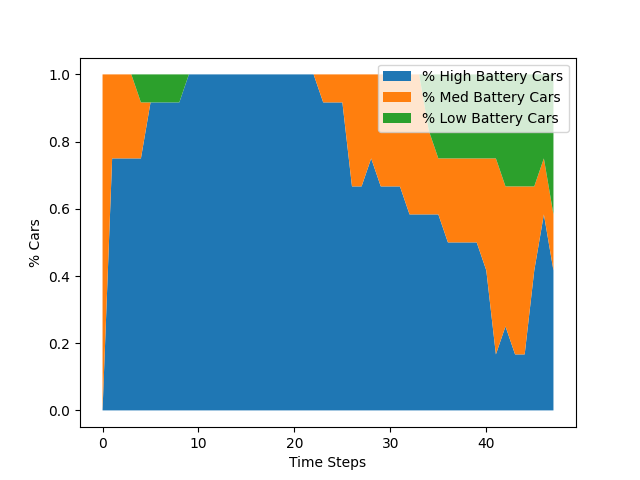 % High Battery Cars
% Med Battery Cars
% Low Battery Cars
1.0
0.8
0.6
0.4
0.2
0.0
% Cars
0 10 20 30 40
Time Steps